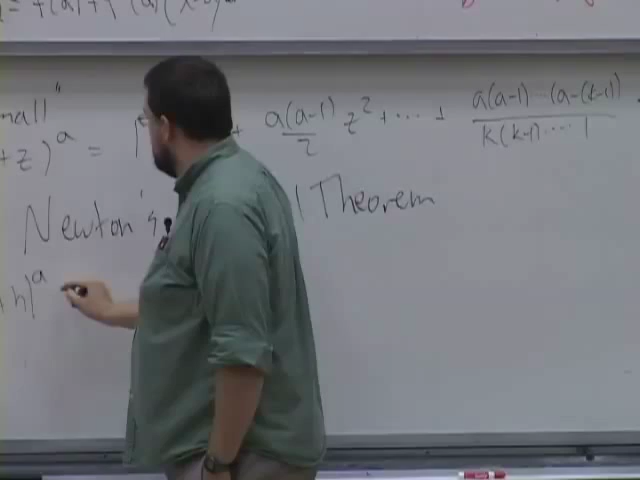 = f(a) + f'(a)(x-a)
mall"
+ z)^a = 1 + a(a-1)/2 z^2 + ... + a(a-1)...(a-(k-1))/k(k-1)....1
Newton's l Theorem
+ h)^a